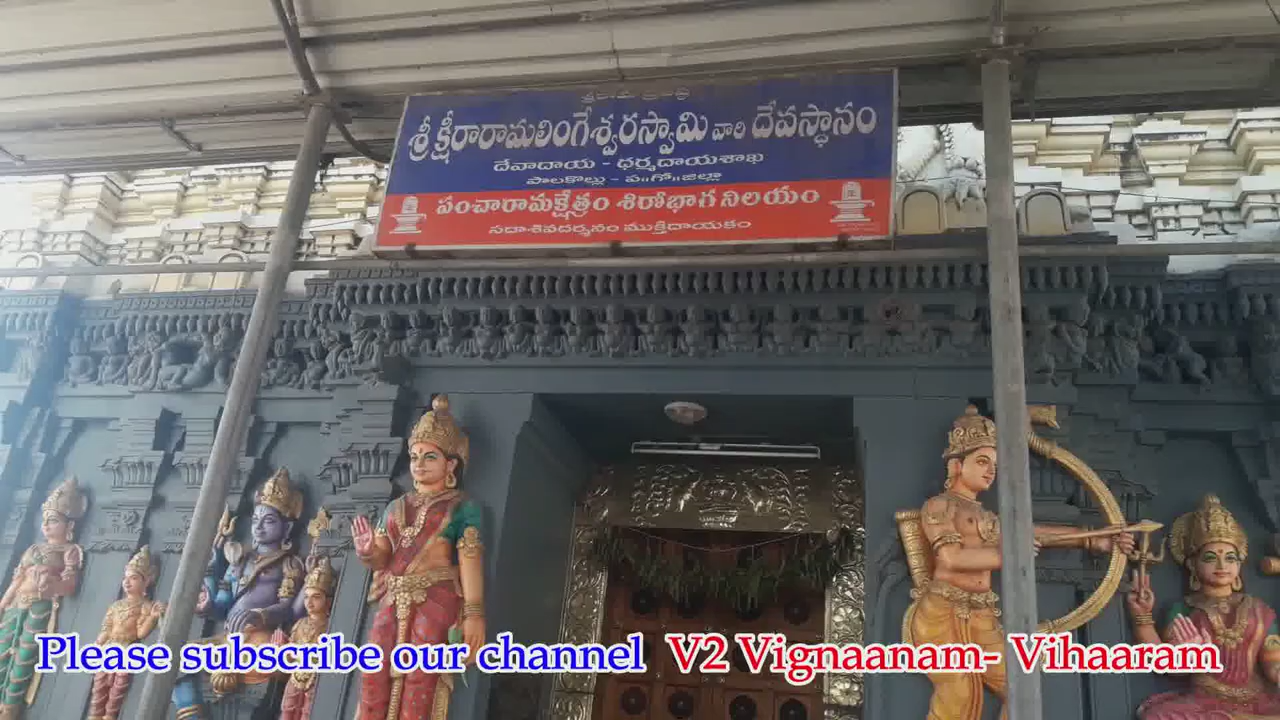 శ్రీ క్షీరారామలింగేశ్వరస్వామి వారి దేవస్థానం
దేవాదాయ - ధర్మదాయశాఖ
పాలకొల్లు - ప॥గో॥జిల్లా
పంచారామక్షేత్రం శిరోభాగ నిలయం
సదాశివదర్శనం ముక్తిదాయకం
Please subscribe our channel V2 Vignaanam- Vihaaram